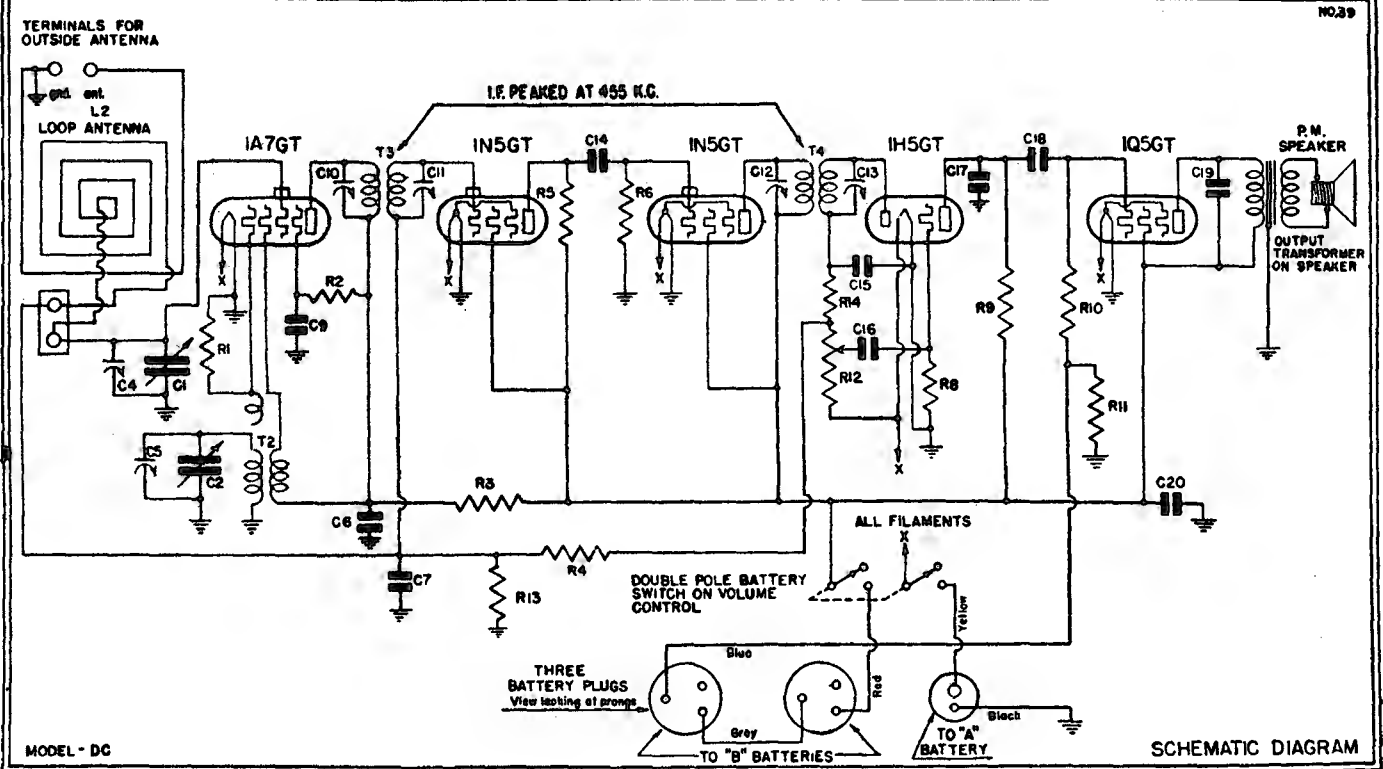 NO.39
TERMINALS FOR
OUTSIDE ANTENNA
gnd. ant.
L2
LOOP ANTENNA
I.F. PEAKED AT 455 K.C.
1A7GT
T3
1N5GT
C14
1N5GT
T4
1H5GT
C18
1Q5GT
P.M.
SPEAKER
C10
C11
R5
R6
C12
C13
C17
C19
OUTPUT
TRANSFORMER
ON SPEAKER
X
X
X
X
R2
C9
C15
R14
R9
R10
R1
C16
C4
C1
R12
R8
R11
T2
C5
C2
X
R3
C6
C20
ALL FILAMENTS
X
R4
C7
R13
DOUBLE POLE BATTERY
SWITCH ON VOLUME
CONTROL
Yellow
Blue
Red
THREE
BATTERY PLUGS
View looking at prongs
Grey
Black
TO "B" BATTERIES
TO "A"
BATTERY
MODEL - DC
SCHEMATIC DIAGRAM